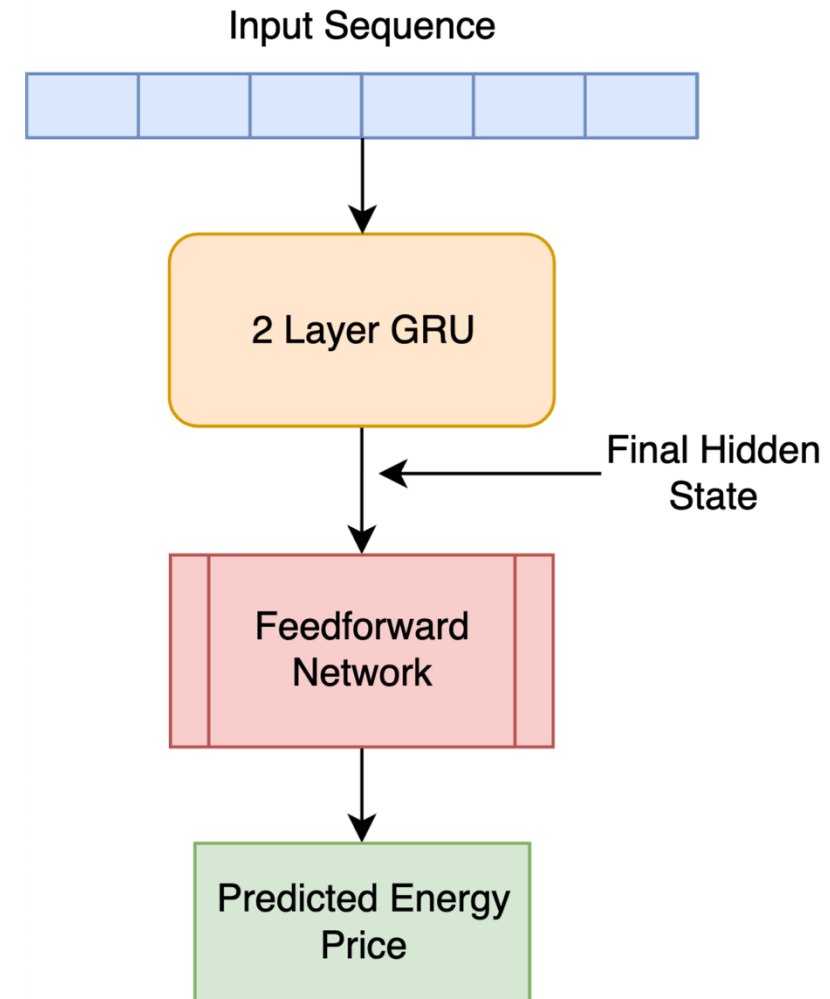 Input Sequence
2 Layer GRU
Final Hidden
State
Feedforward
Network
Predicted Energy
Price